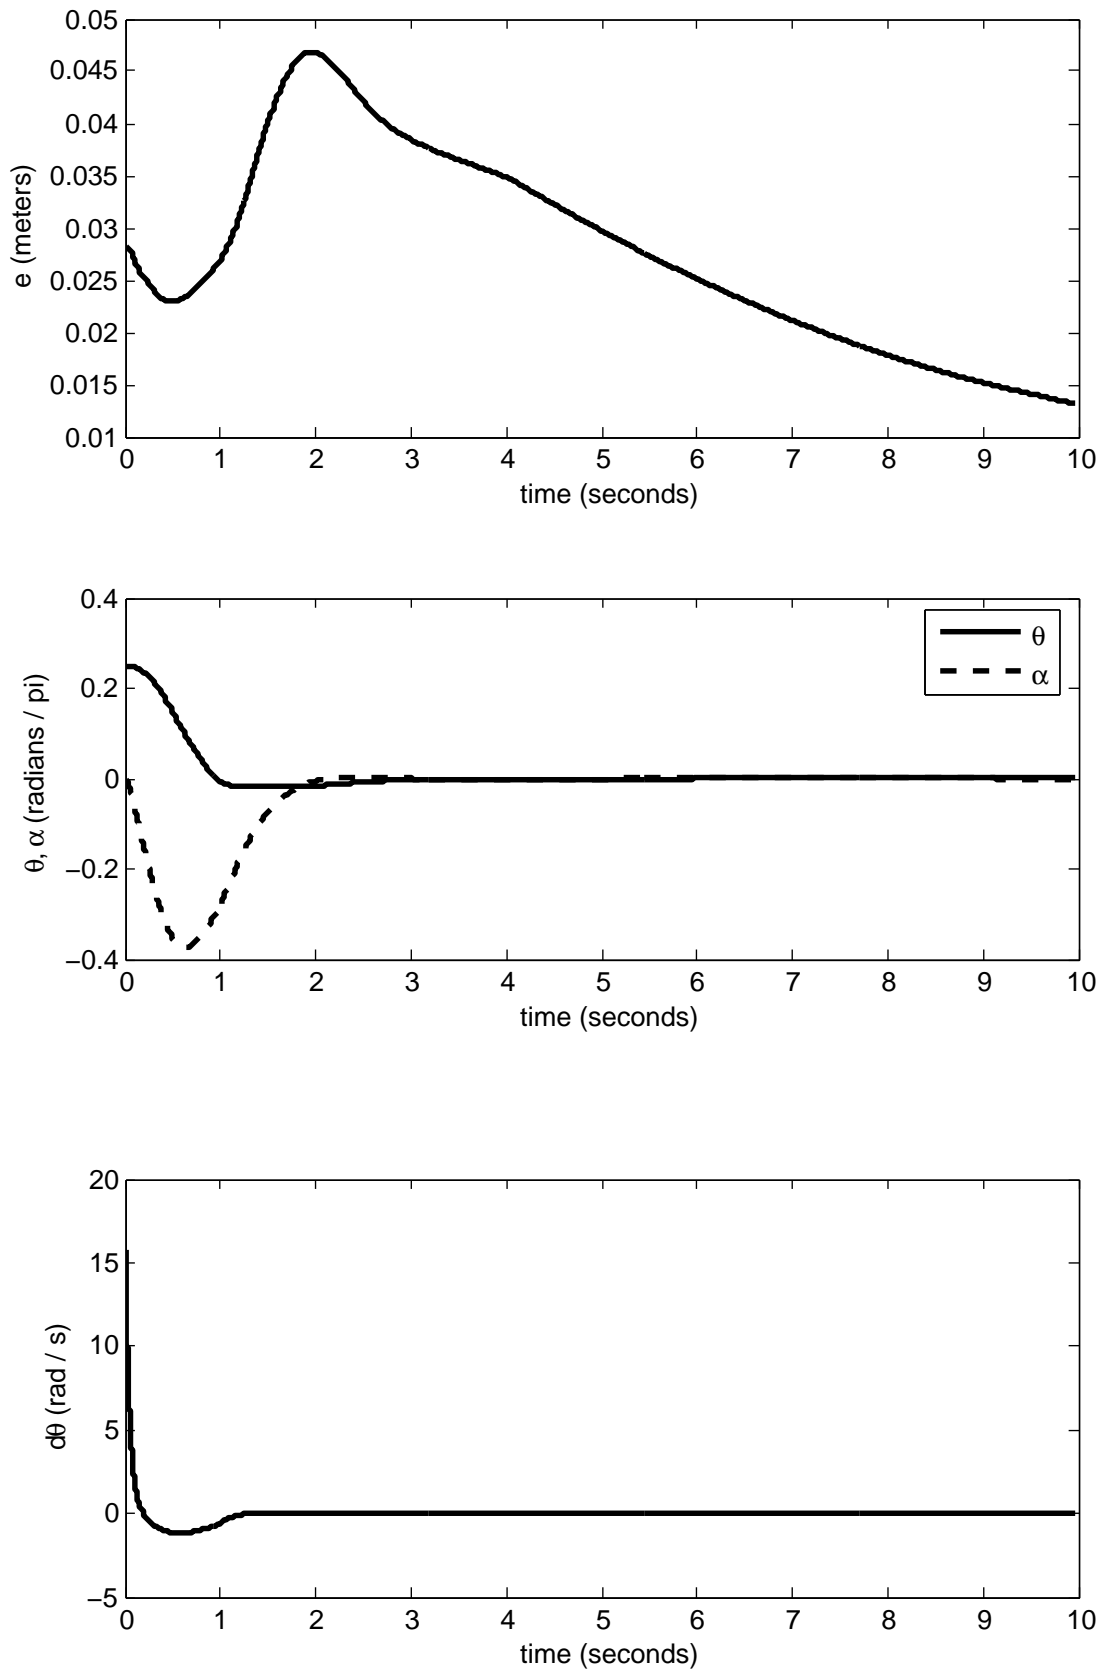 0.05
0.045
0.04
0.035
0.03
0.025
0.02
0.015
0.01
e (meters)
0 1 2 3 4 5 6 7 8 9 10
time (seconds)
0.4
0.2
0
−0.2
−0.4
θ, α (radians / pi)
θ
α
0 1 2 3 4 5 6 7 8 9 10
time (seconds)
20
15
10
5
0
−5
dθ (rad / s)
0 1 2 3 4 5 6 7 8 9 10
time (seconds)